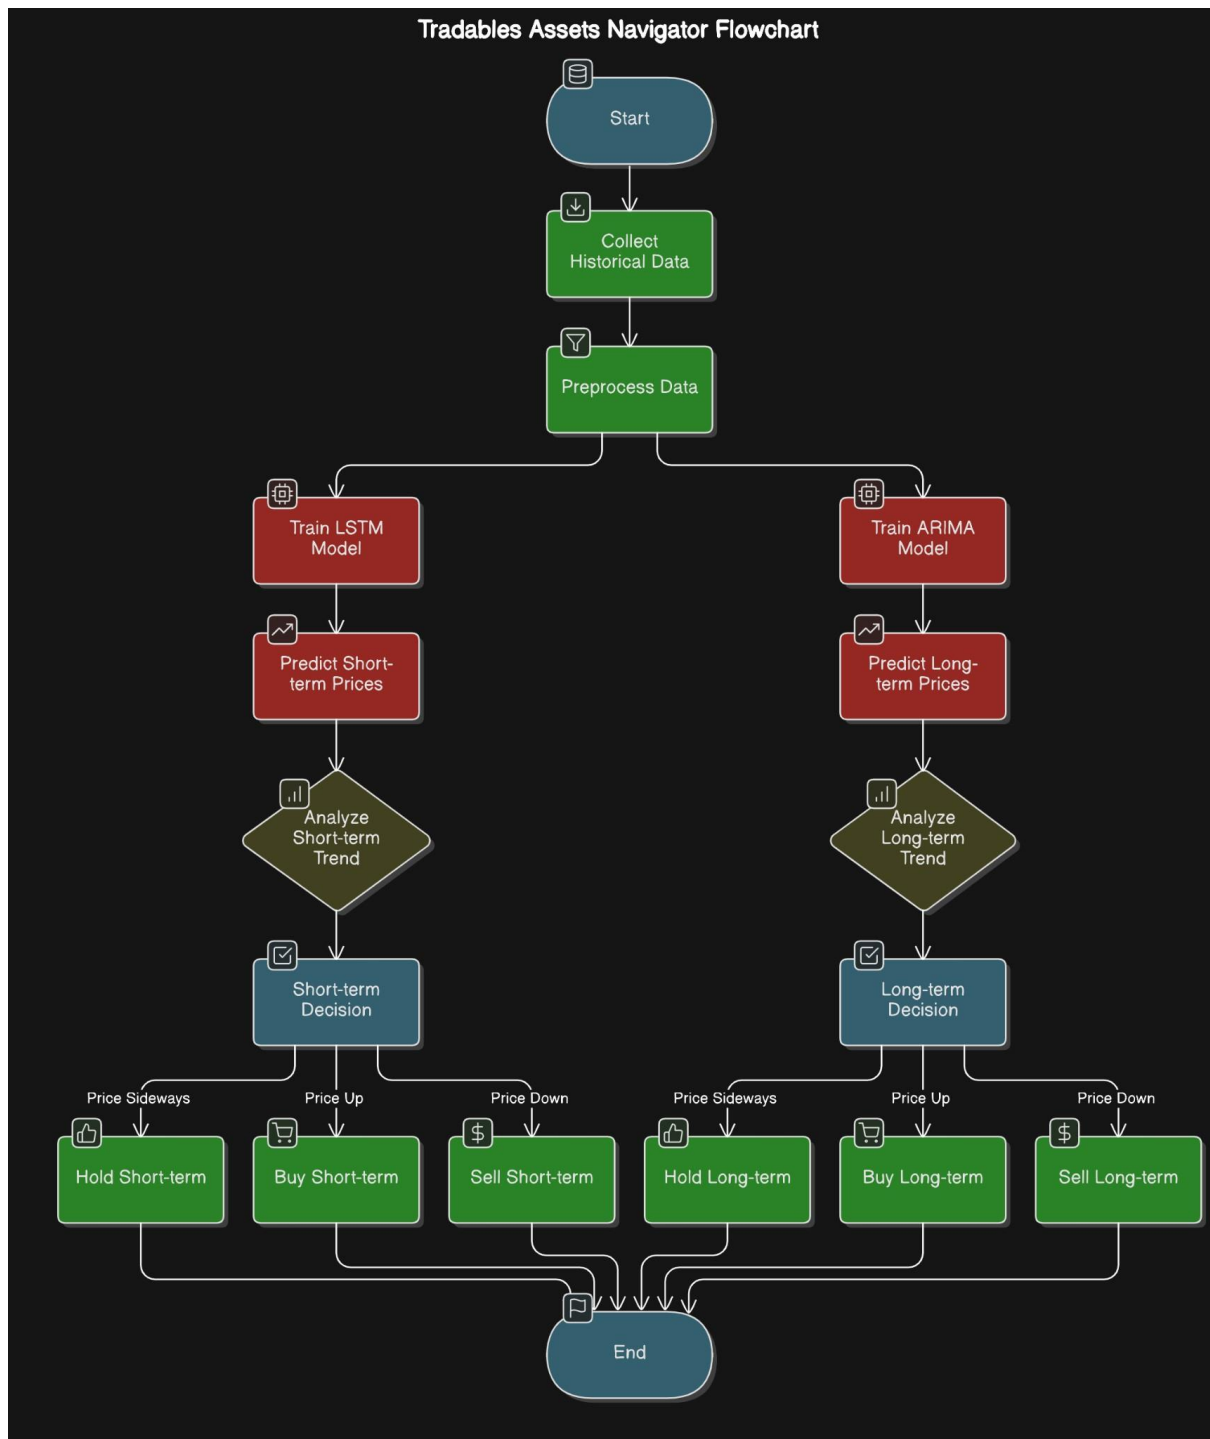 Tradables Assets Navigator Flowchart
Start
Collect
Historical Data
Preprocess Data
Train LSTM
Model
Train ARIMA
Model
Predict Short-
term Prices
Predict Long-
term Prices
Analyze
Short-term
Trend
Analyze
Long-term
Trend
Short-term
Decision
Long-term
Decision
Price Sideways
Price Up
Price Down
Price Sideways
Price Up
Price Down
Hold Short-term
Buy Short-term
Sell Short-term
Hold Long-term
Buy Long-term
Sell Long-term
End